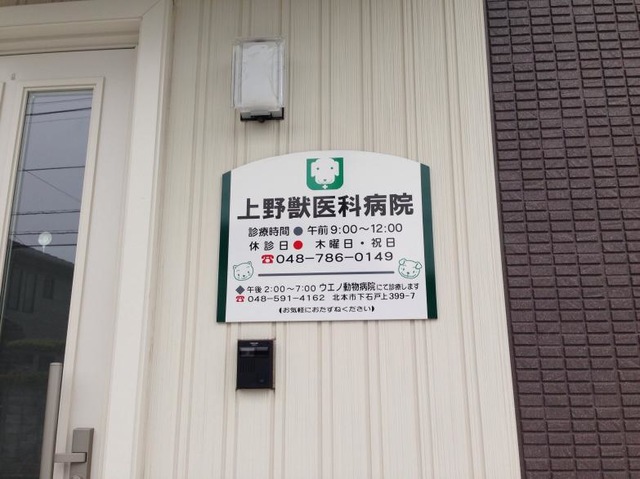 上野獣医科病院
診療時間 ● 午前 9:00～12:00
休診日 ● 木曜日・祝日
☎048-786-0149
◆午後 2:00～7:00 ウエノ動物病院にて診療します
☎048-591-4162 北本市下石戸上399-7
(お気軽におたずねください)